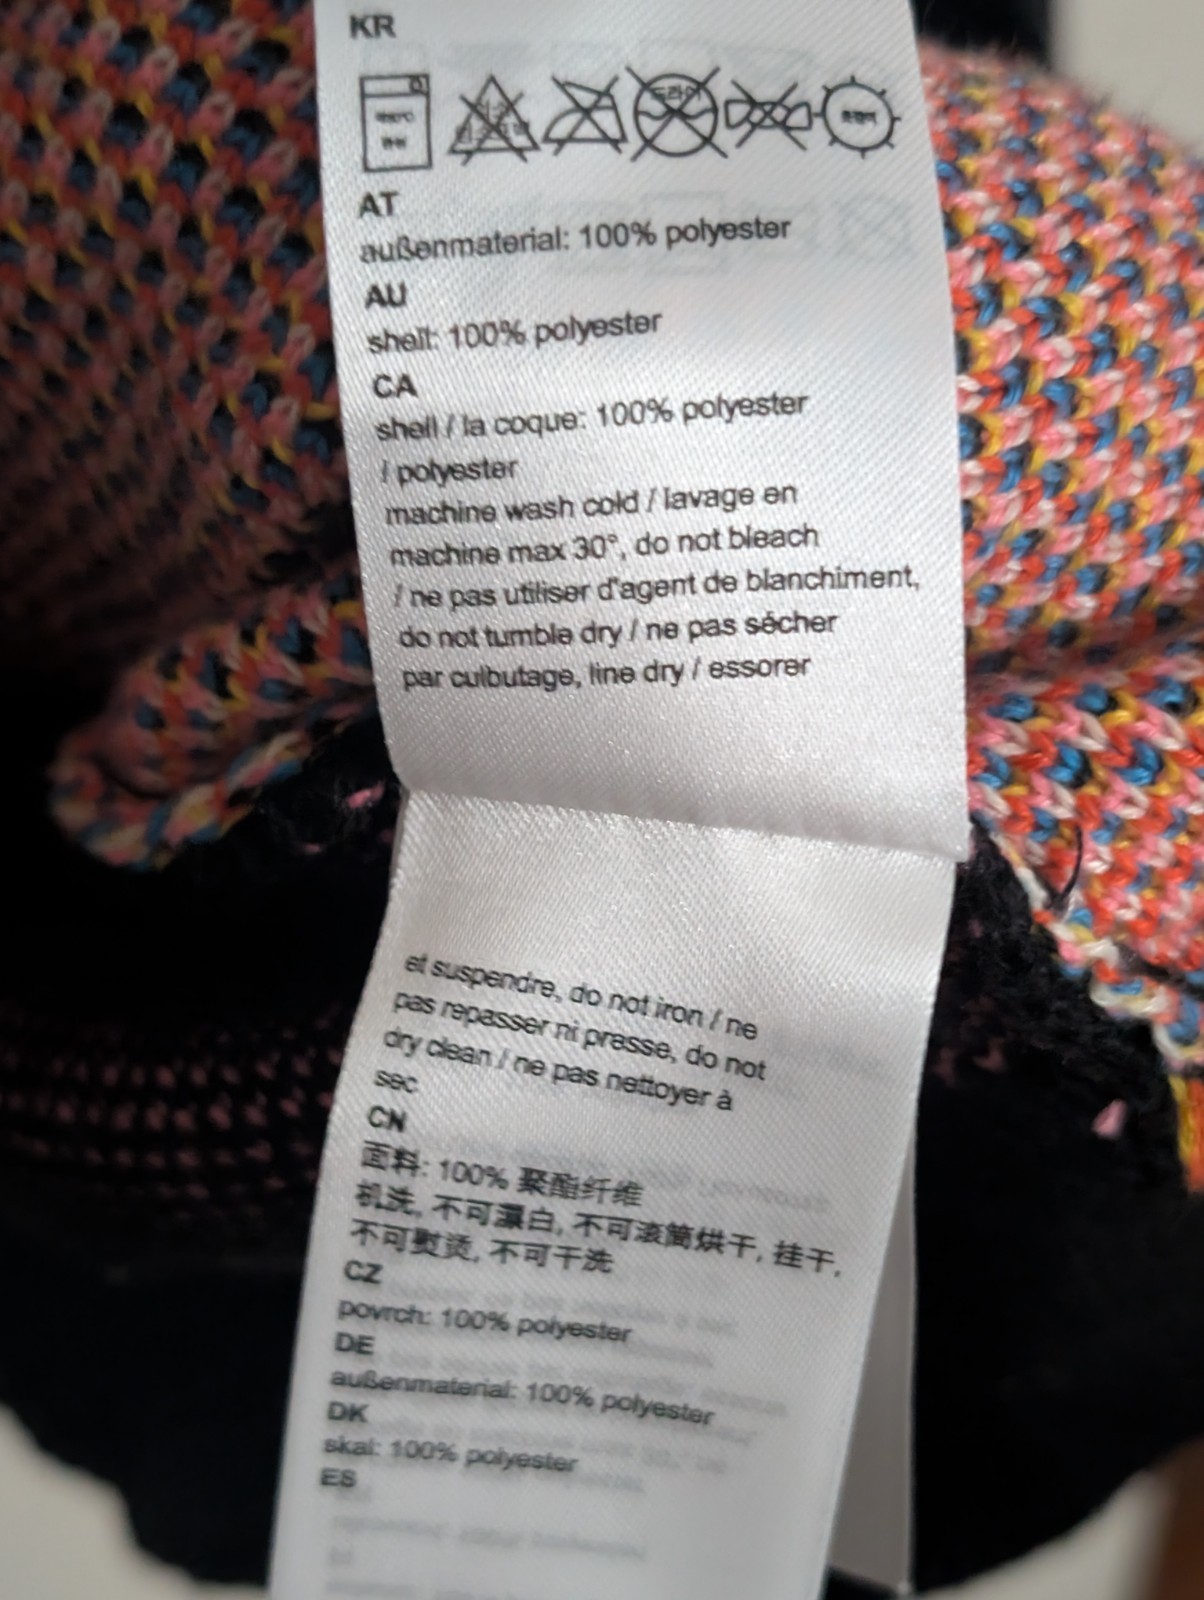 KR
드라이
AT
außenmaterial: 100% polyester
AU
shell: 100% polyester
CA
shell / la coque: 100% polyester
/ polyester
machine wash cold / lavage en
machine max 30°, do not bleach
/ ne pas utiliser d'agent de blanchiment,
do not tumble dry / ne pas sécher
par culbutage, line dry / essorer
et suspendre, do not iron / ne
pas repasser ni presse, do not
dry clean / ne pas nettoyer à
sec
CN
面料: 100% 聚酯纤维
机洗, 不可漂白, 不可滚筒烘干, 挂干,
不可熨烫, 不可干洗
CZ
povrch: 100% polyester
DE
außenmaterial: 100% polyester
DK
skal: 100% polyester
ES